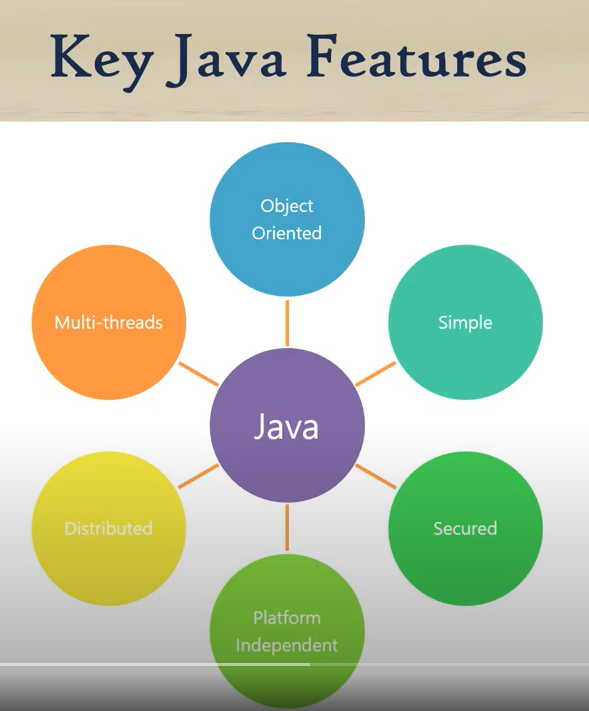 Key Java Features
Object
Oriented
Multi-threads
Simple
Java
Distributed
Secured
Platform
Independent